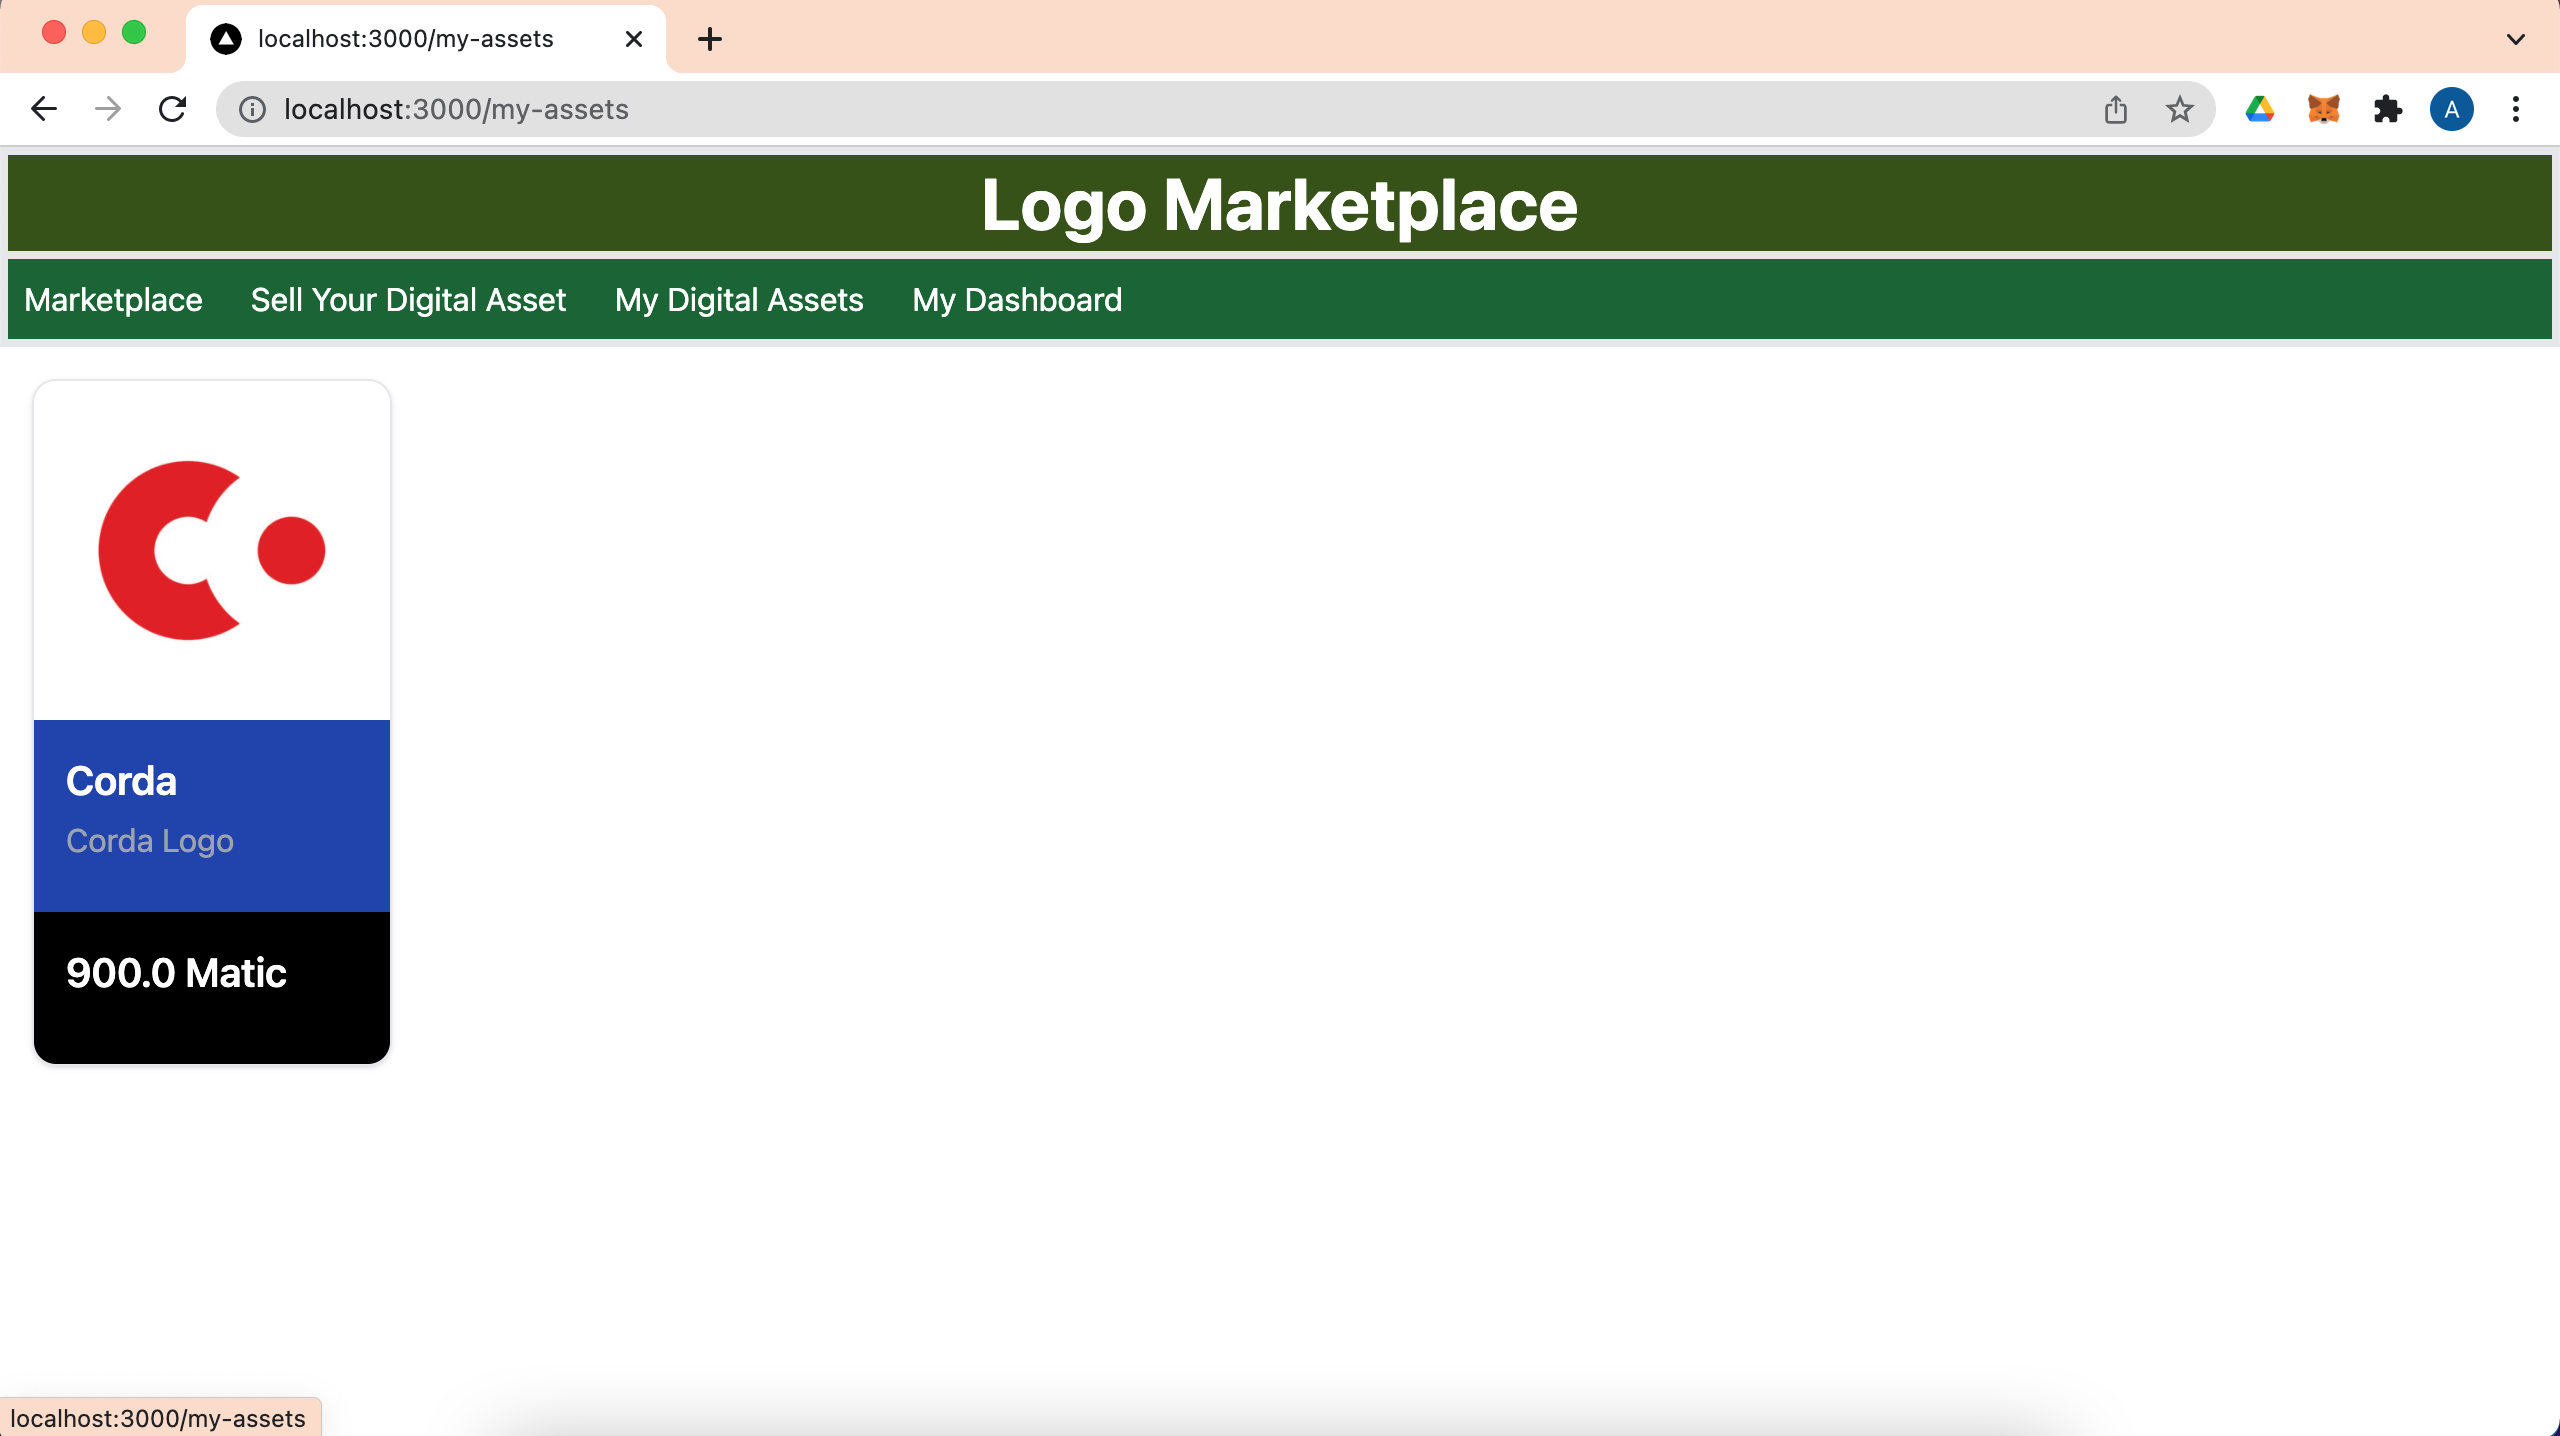 localhost:3000/my-assets
localhost:3000/my-assets
A
Logo Marketplace
Marketplace Sell Your Digital Asset My Digital Assets My Dashboard
Corda
Corda Logo
900.0 Matic
localhost:3000/my-assets